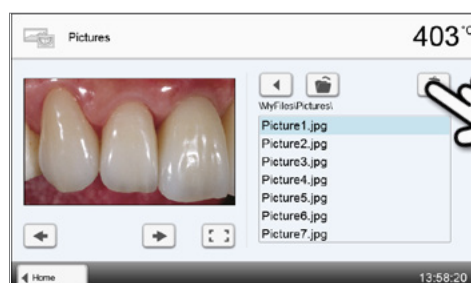 Pictures
403°C
\MyFiles\Pictures\
Picture1.jpg
Picture2.jpg
Picture3.jpg
Picture4.jpg
Picture5.jpg
Picture6.jpg
Picture7.jpg
Home
13:58:20